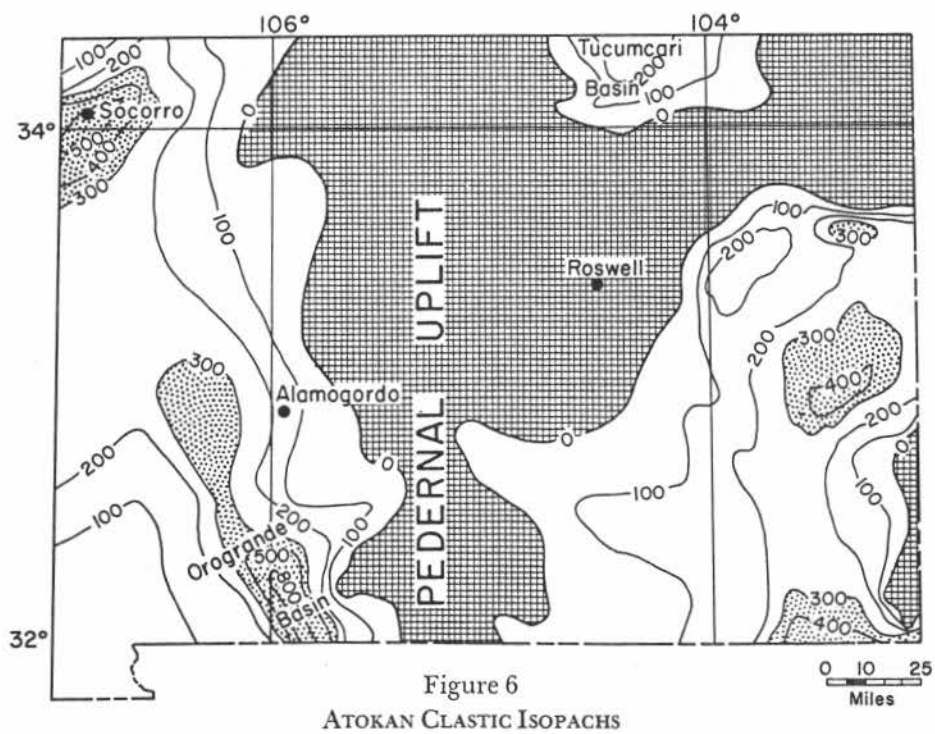 106°
104°
100
200
Socorro
500
400
300
34°
0
100
Tucumcari
200
Basin
100
0
PEDERNAL UPLIFT
Roswell
100
200
300
200
300
400
200
0
100
300
Alamogordo
0
0
200
100
200
100
100
Orogrande
500
800
Basin
300
400
32°
0 10 25
Miles
Figure 6
ATOKAN CLASTIC ISOPACHS